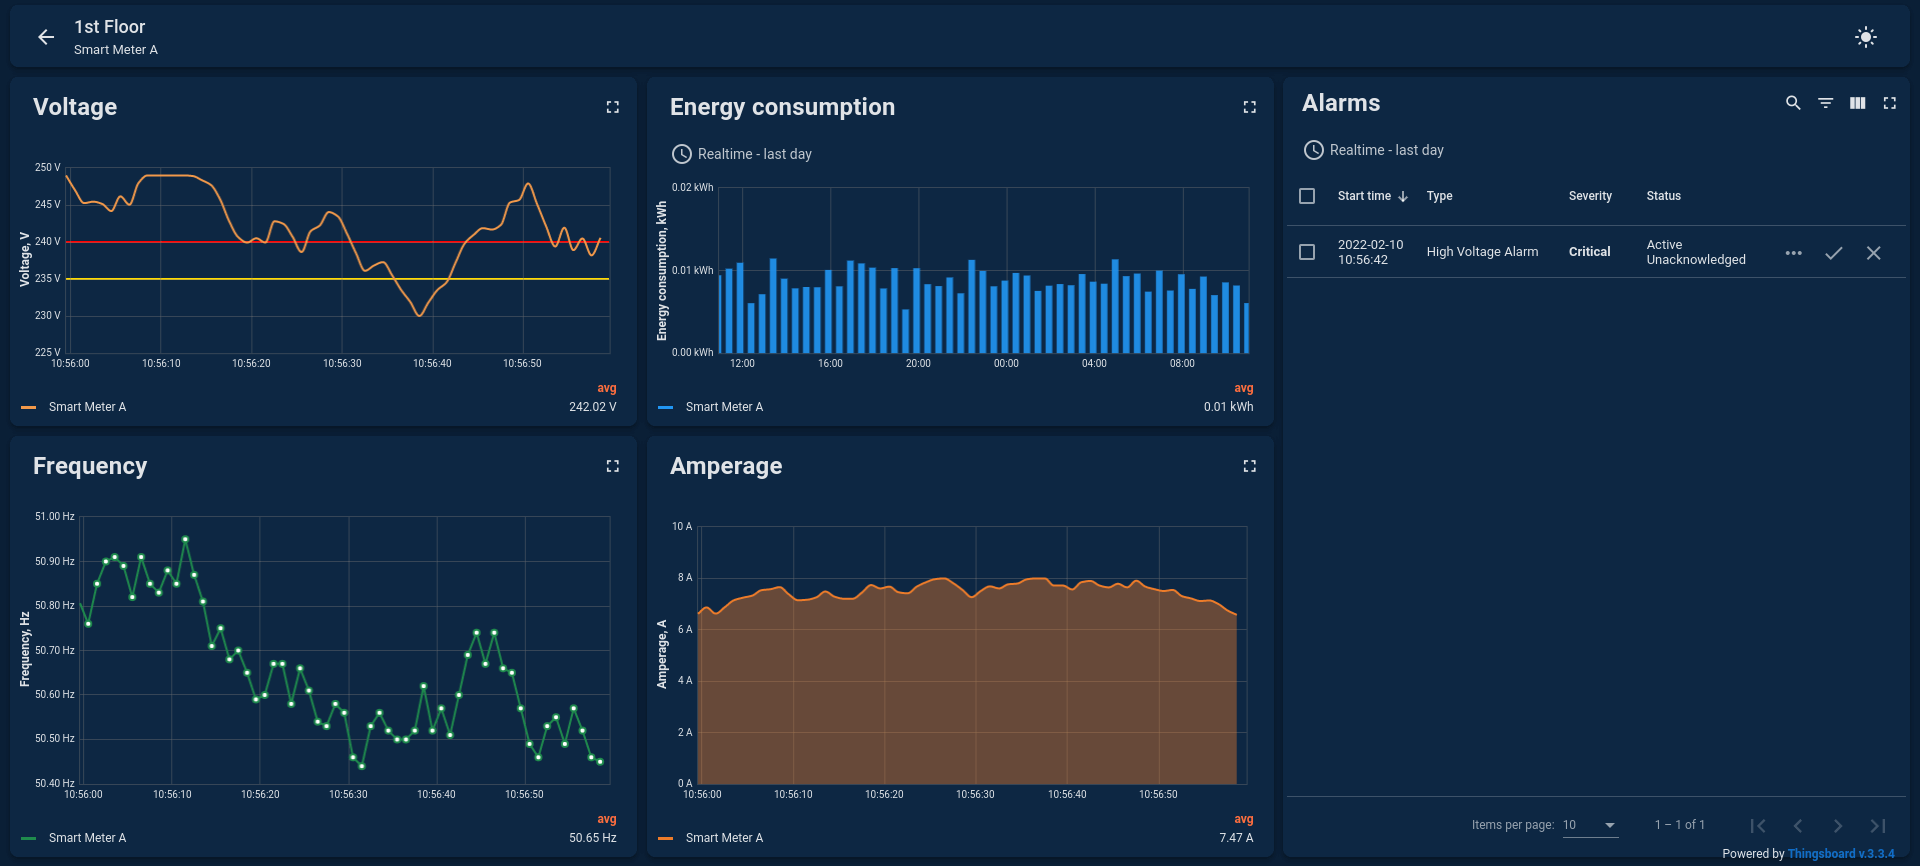 1st Floor
Smart Meter A
Voltage
250 V
245 V
240 V
235 V
230 V
225 V
Voltage, V
10:56:00 10:56:10 10:56:20 10:56:30 10:56:40 10:56:50
avg
Smart Meter A 242.02 V
Energy consumption
Realtime - last day
0.02 kWh
0.01 kWh
0.00 kWh
Energy consumption, kWh
12:00 16:00 20:00 00:00 04:00 08:00
avg
Smart Meter A 0.01 kWh
Alarms
Realtime - last day
Start time Type Severity Status
2022-02-10
10:56:42
High Voltage Alarm
Critical
Active
Unacknowledged
Frequency
51.00 Hz
50.90 Hz
50.80 Hz
50.70 Hz
50.60 Hz
50.50 Hz
50.40 Hz
Frequency, Hz
10:56:00 10:56:10 10:56:20 10:56:30 10:56:40 10:56:50
avg
Smart Meter A 50.65 Hz
Amperage
10 A
8 A
6 A
4 A
2 A
0 A
Amperage, A
10:56:00 10:56:10 10:56:20 10:56:30 10:56:40 10:56:50
avg
Smart Meter A 7.47 A
Items per page: 10 1 – 1 of 1
Powered by Thingsboard v.3.3.4